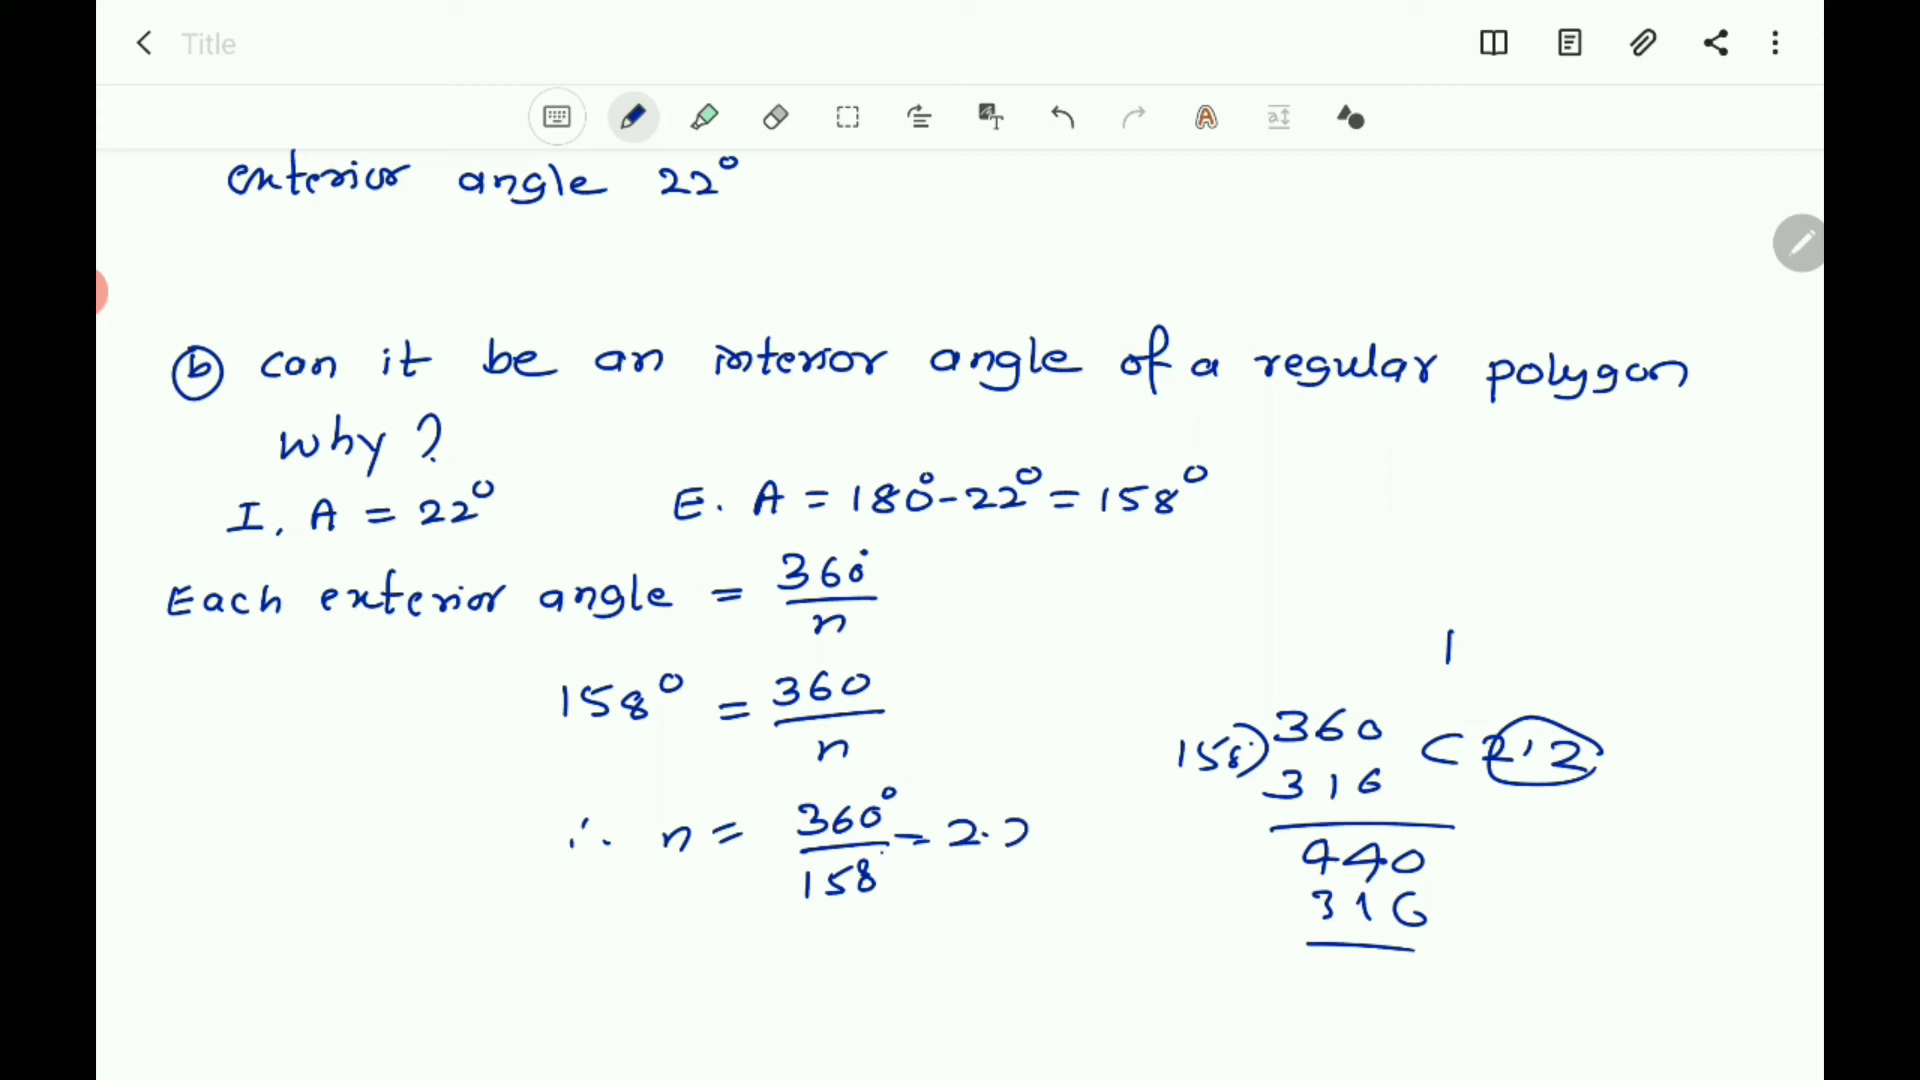 Title
exterior angle 22°
ⓑ can it be an interior angle of a regular polygon
why ?
I. A = 22° E. A = 180° - 22° = 158°
Each exterior angle = 360°/n
158° = 360/n
∴ n = 360°/158 = 2.2
1
158) 360 ( 2.2
316
440
316